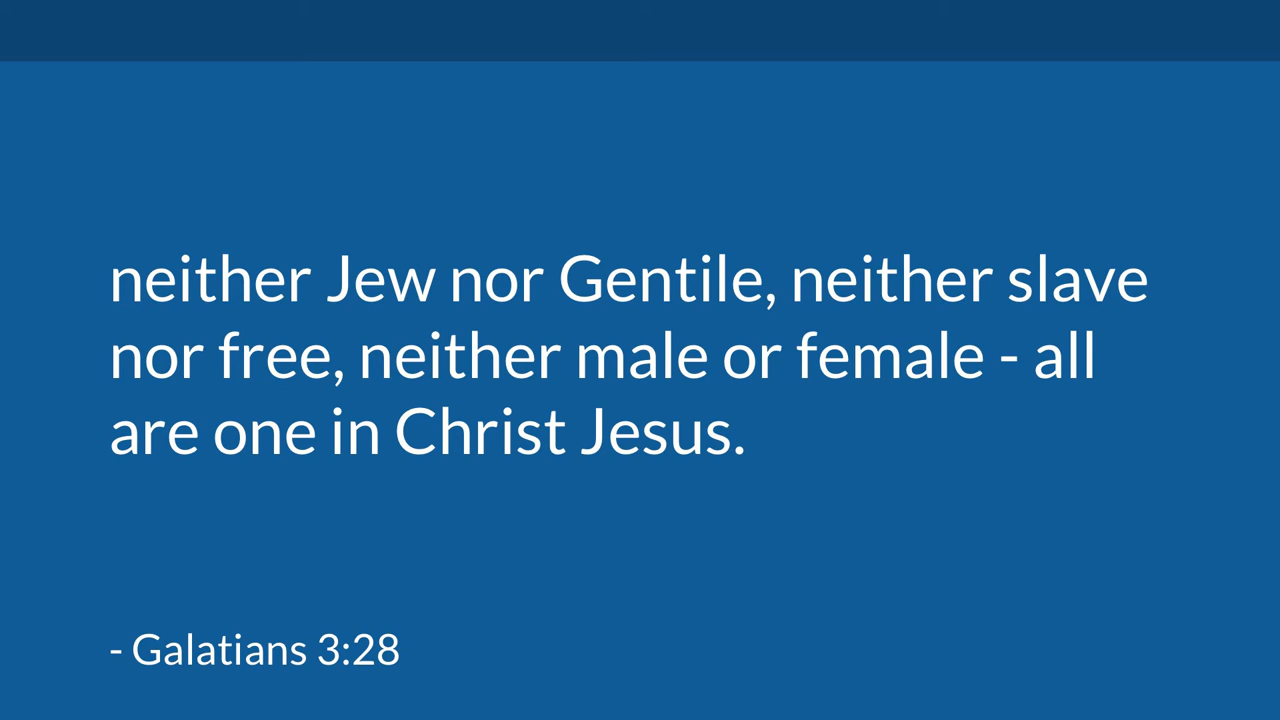 neither Jew nor Gentile, neither slave
nor free, neither male or female - all
are one in Christ Jesus.
- Galatians 3:28